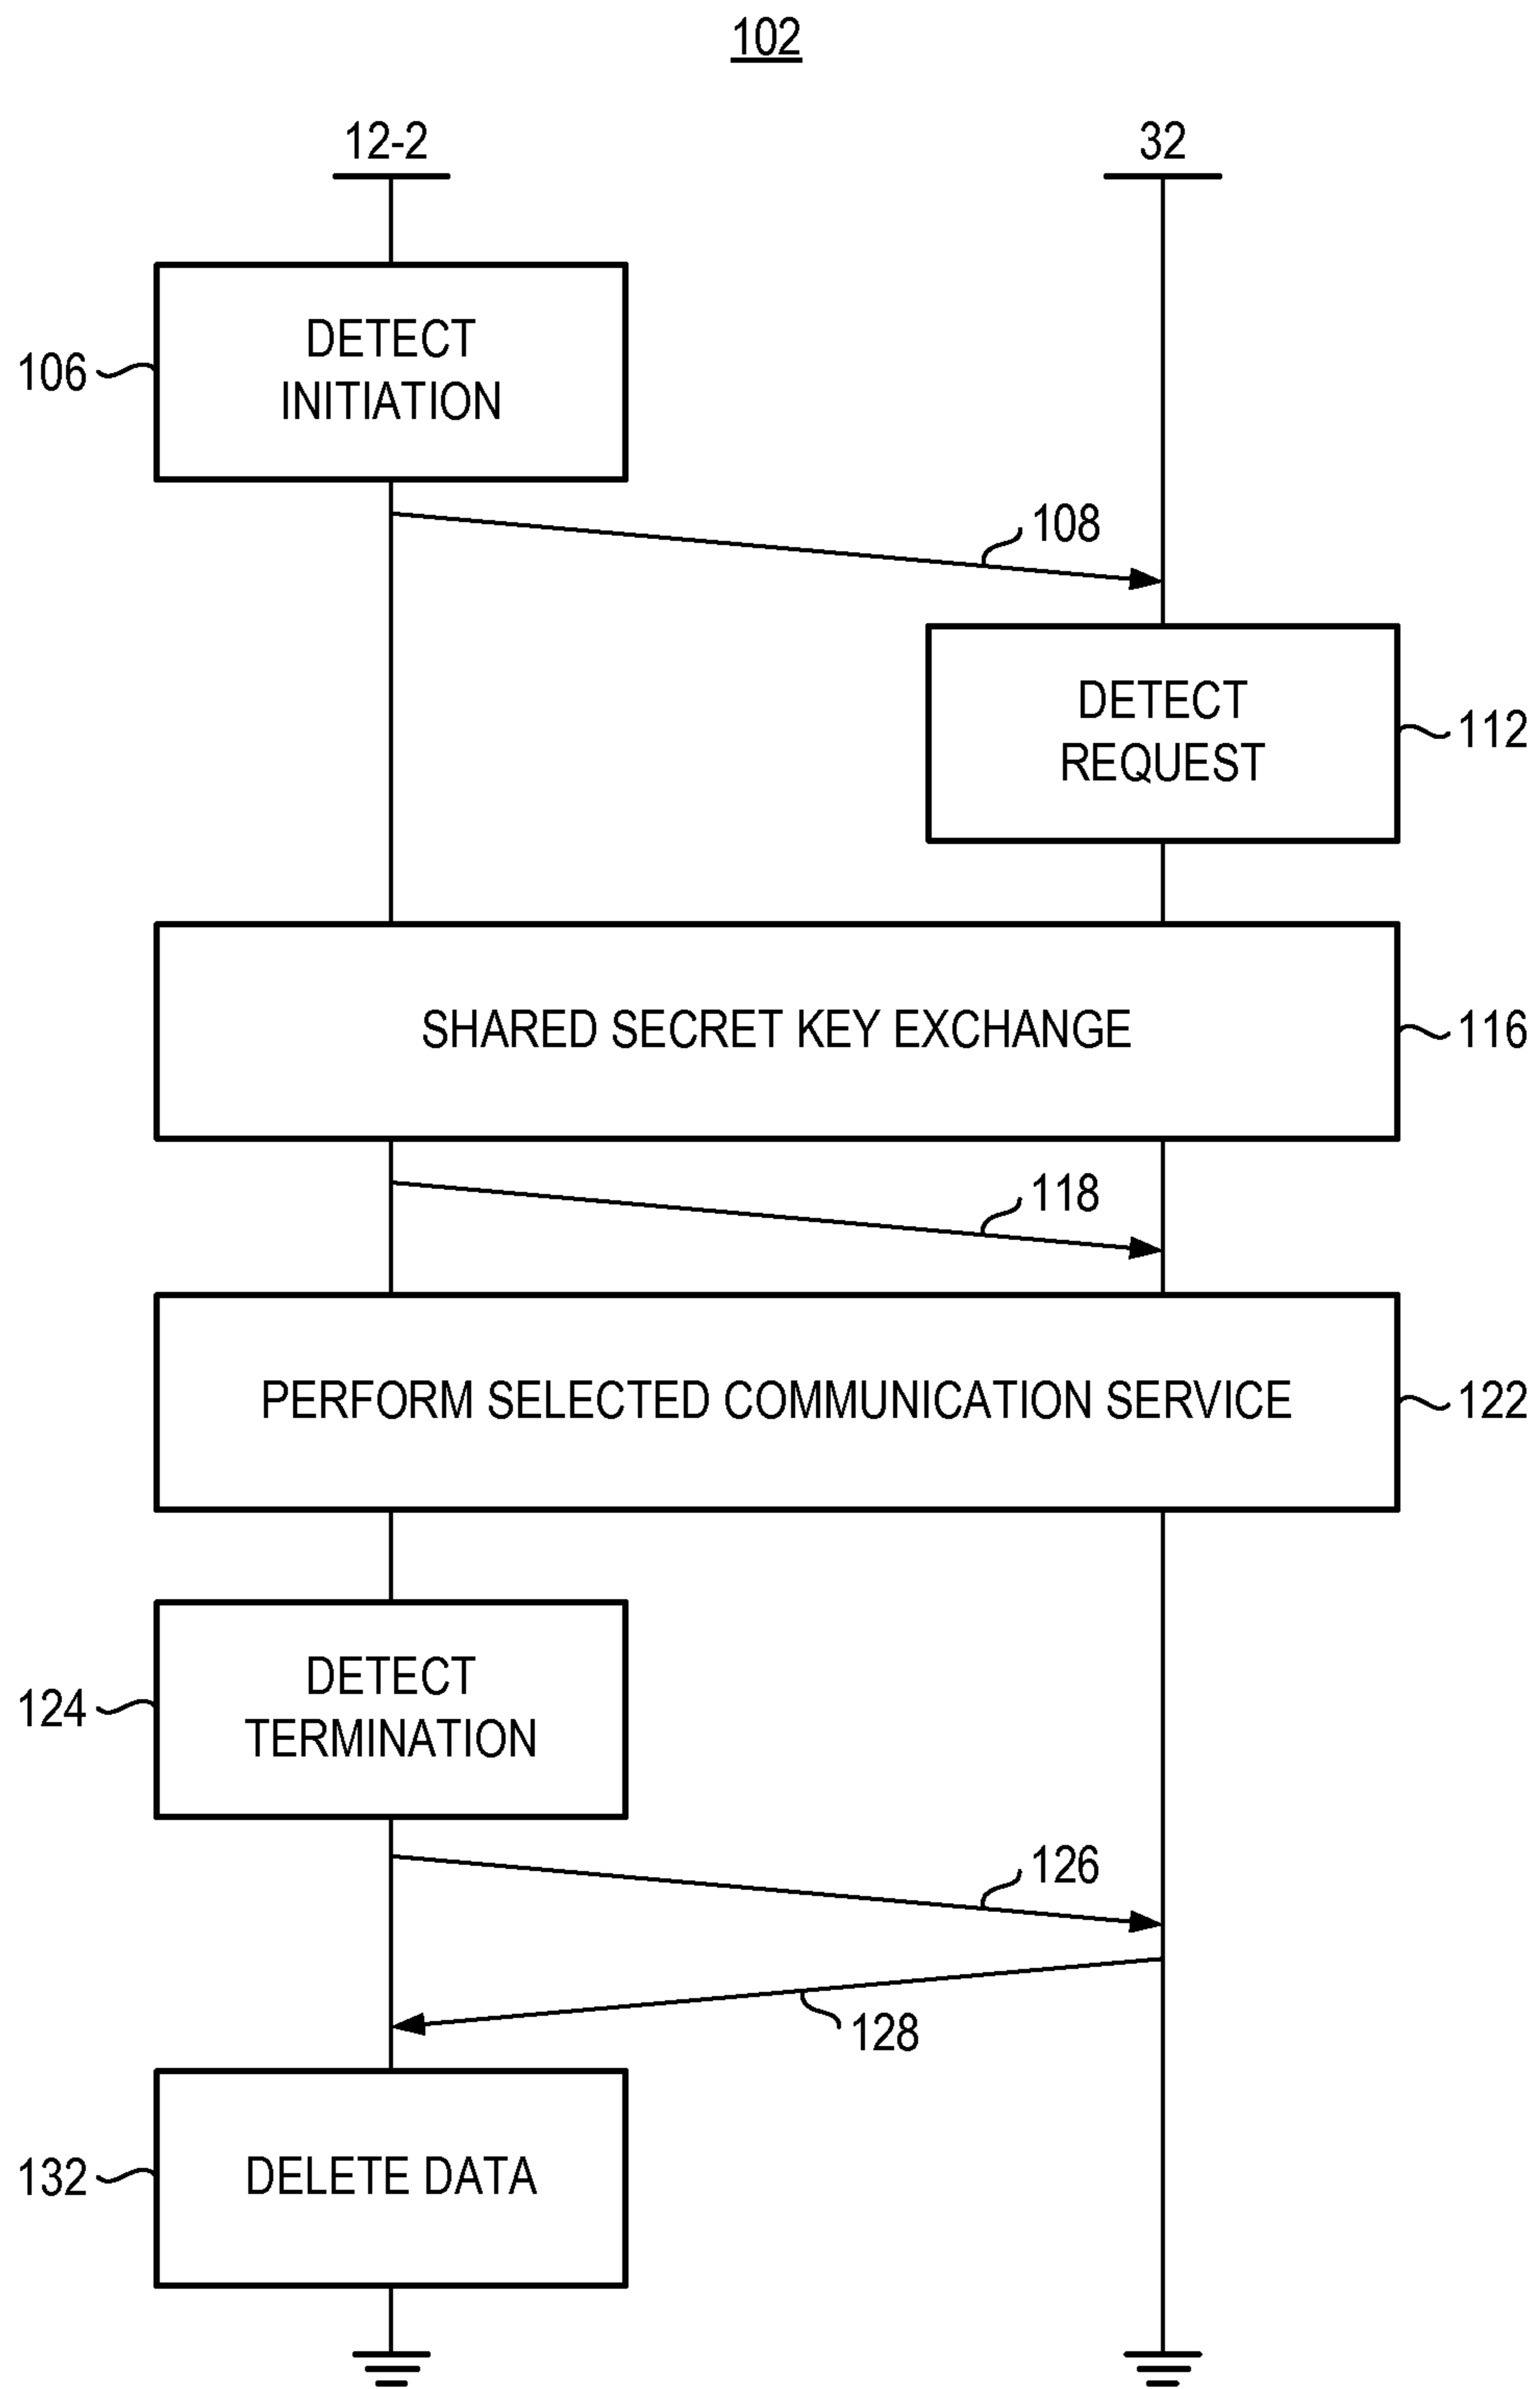 102
12-2
32
DETECT
INITIATION
106
108
DETECT
REQUEST
112
SHARED SECRET KEY EXCHANGE
116
118
PERFORM SELECTED COMMUNICATION SERVICE
122
DETECT
TERMINATION
124
126
128
DELETE DATA
132